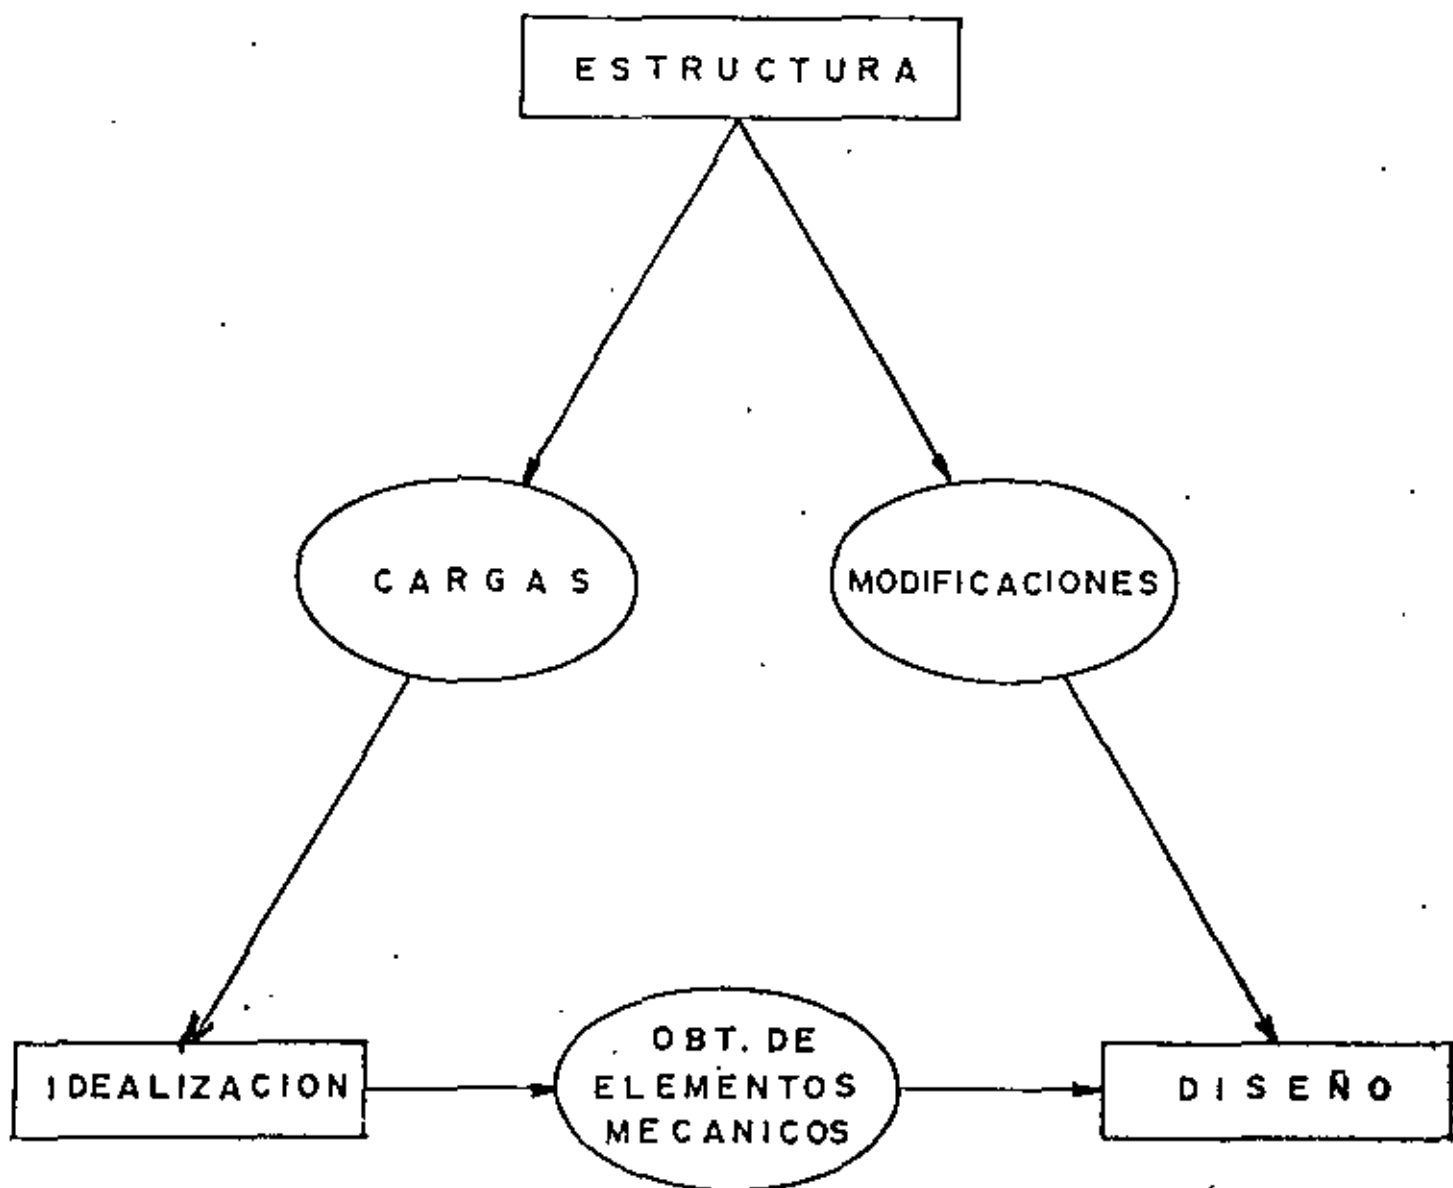 ESTRUCTURA
CARGAS
MODIFICACIONES
IDEALIZACION
OBT. DE
ELEMENTOS
MECANICOS
DISEÑO